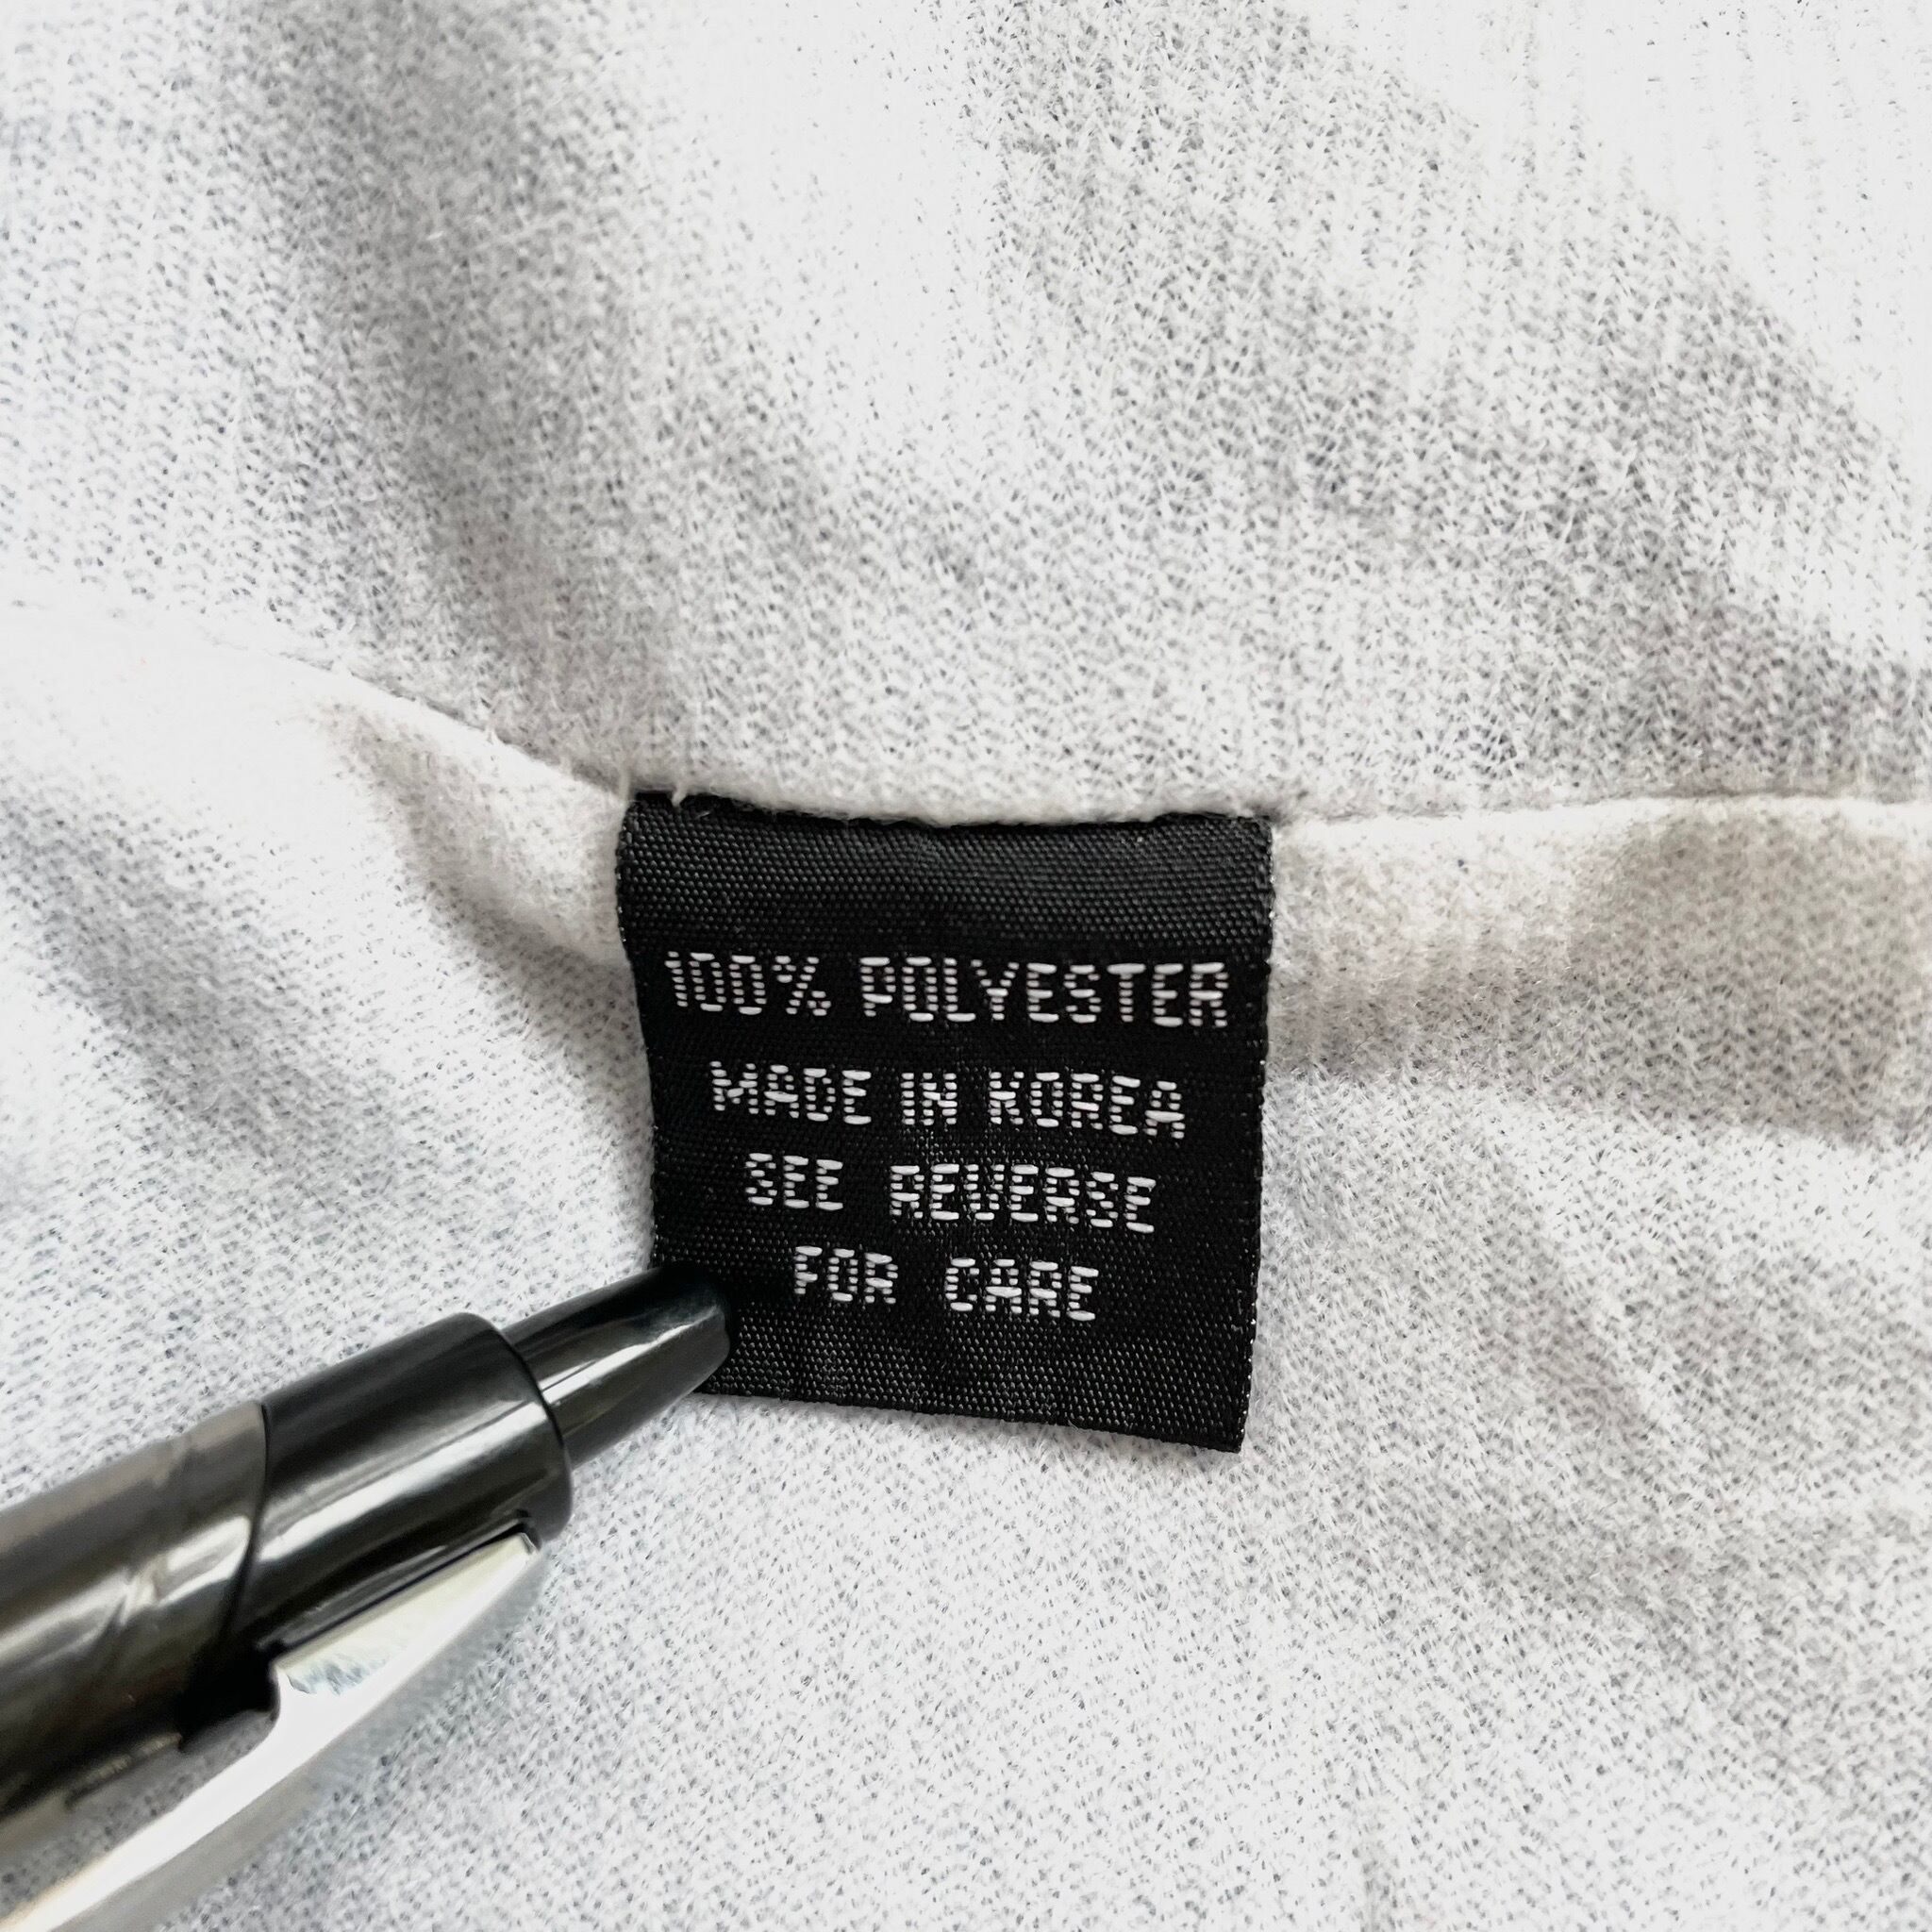 100% POLYESTER
MADE IN KOREA
SEE REVERSE
FOR CARE